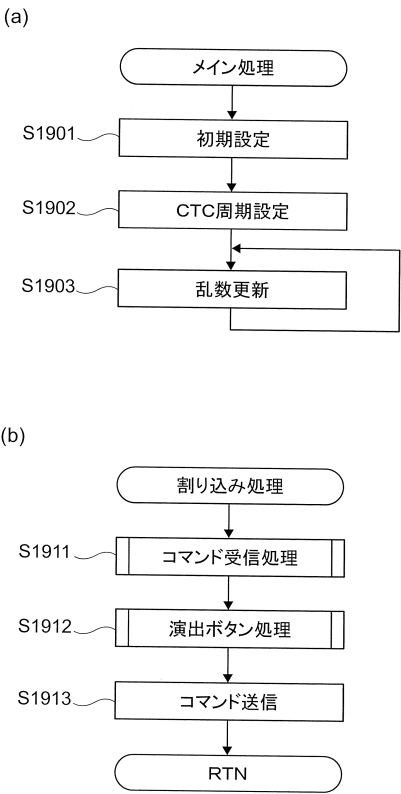 (a)
メイン処理
S1901
初期設定
S1902
CTC周期設定
S1903
乱数更新
(b)
割り込み処理
S1911
コマンド受信処理
S1912
演出ボタン処理
S1913
コマンド送信
RTN